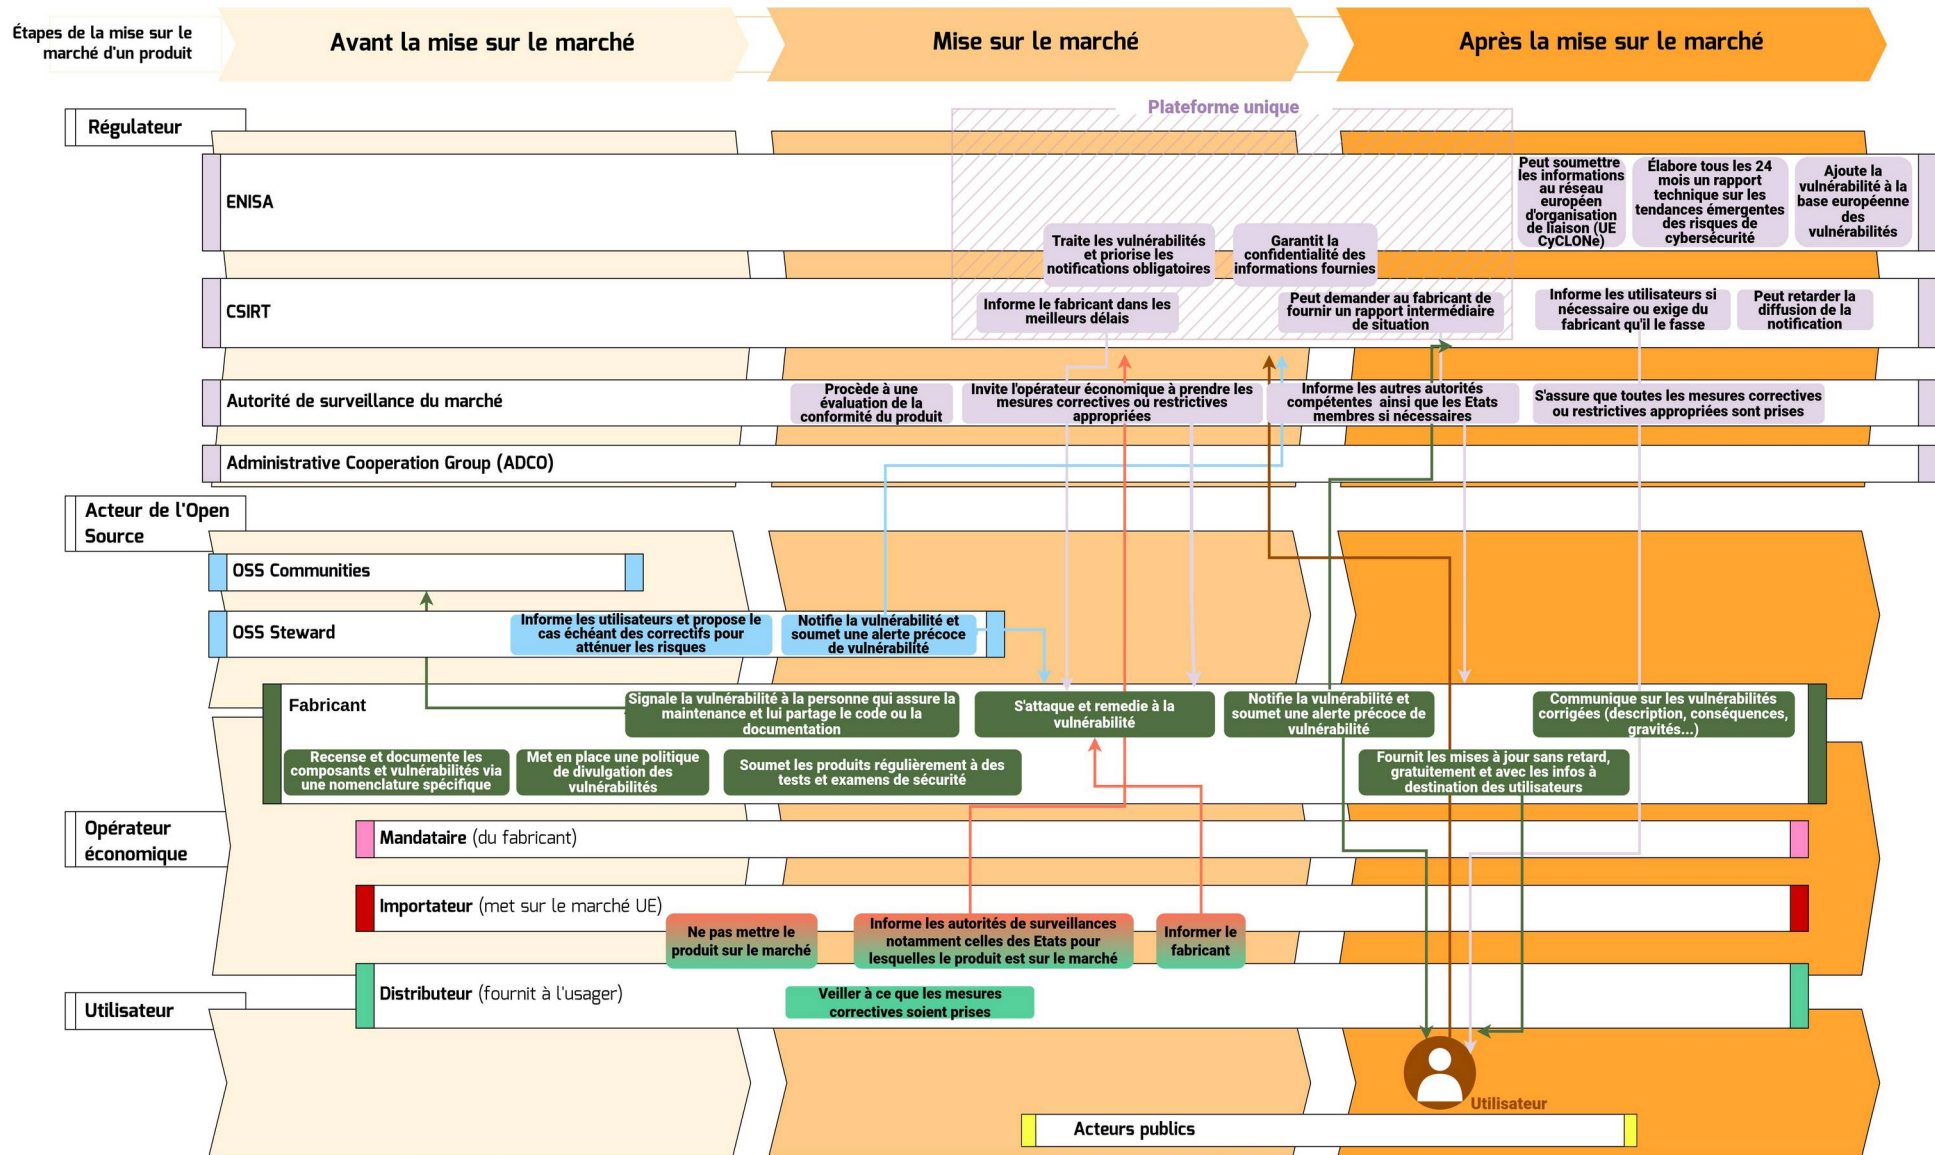 Étapes de la mise sur le
marché d'un produit
Avant la mise sur le marché
Mise sur le marché
Après la mise sur le marché
Plateforme unique
Régulateur
ENISA
Peut soumettre
les informations
au réseau
européen
d'organisation
de liaison (UE
CyCLONe)
Élabore tous les 24
mois un rapport
technique sur les
tendances émergentes
des risques de
cybersécurité
Ajoute la
vulnérabilité à la
base européenne
des
vulnérabilités
Traite les vulnérabilités
et priorise les
notifications obligatoires
Garantit la
confidentialité des
informations fournies
CSIRT
Informe le fabricant dans les
meilleurs délais
Peut demander au fabricant de
fournir un rapport intermédiaire
de situation
Informe les utilisateurs si
nécessaire ou exige du
fabricant qu'il le fasse
Peut retarder la
diffusion de la
notification
Autorité de surveillance du marché
Procède à une
évaluation de la
conformité du produit
Invite l'opérateur économique à prendre les
mesures correctives ou restrictives
appropriées
Informe les autres autorités
compétentes ainsi que les Etats
membres si nécessaires
S'assure que toutes les mesures correctives
ou restrictives appropriées sont prises
Administrative Cooperation Group (ADCO)
Acteur de l'Open
Source
OSS Communities
OSS Steward
Informe les utilisateurs et propose le
cas échéant des correctifs pour
atténuer les risques
Notifie la vulnérabilité et
soumet une alerte précoce
de vulnérabilité
Fabricant
Signale la vulnérabilité à la personne qui assure la
maintenance et lui partage le code ou la
documentation
S'attaque et remedie à la
vulnérabilité
Notifie la vulnérabilité et
soumet une alerte précoce de
vulnérabilité
Communique sur les vulnérabilités
corrigées (description, conséquences,
gravités...)
Recense et documente les
composants et vulnérabilités via
une nomenclature spécifique
Met en place une politique
de divulgation des
vulnérabilités
Soumet les produits régulièrement à des
tests et examens de sécurité
Fournit les mises à jour sans retard,
gratuitement et avec les infos à
destination des utilisateurs
Opérateur
économique
Mandataire (du fabricant)
Importateur (met sur le marché UE)
Ne pas mettre le
produit sur le marché
Informe les autorités de surveillances
notamment celles des Etats pour
lesquelles le produit est sur le marché
Informer le
fabricant
Distributeur (fournit à l'usager)
Veiller à ce que les mesures
correctives soient prises
Utilisateur
Utilisateur
Acteurs publics